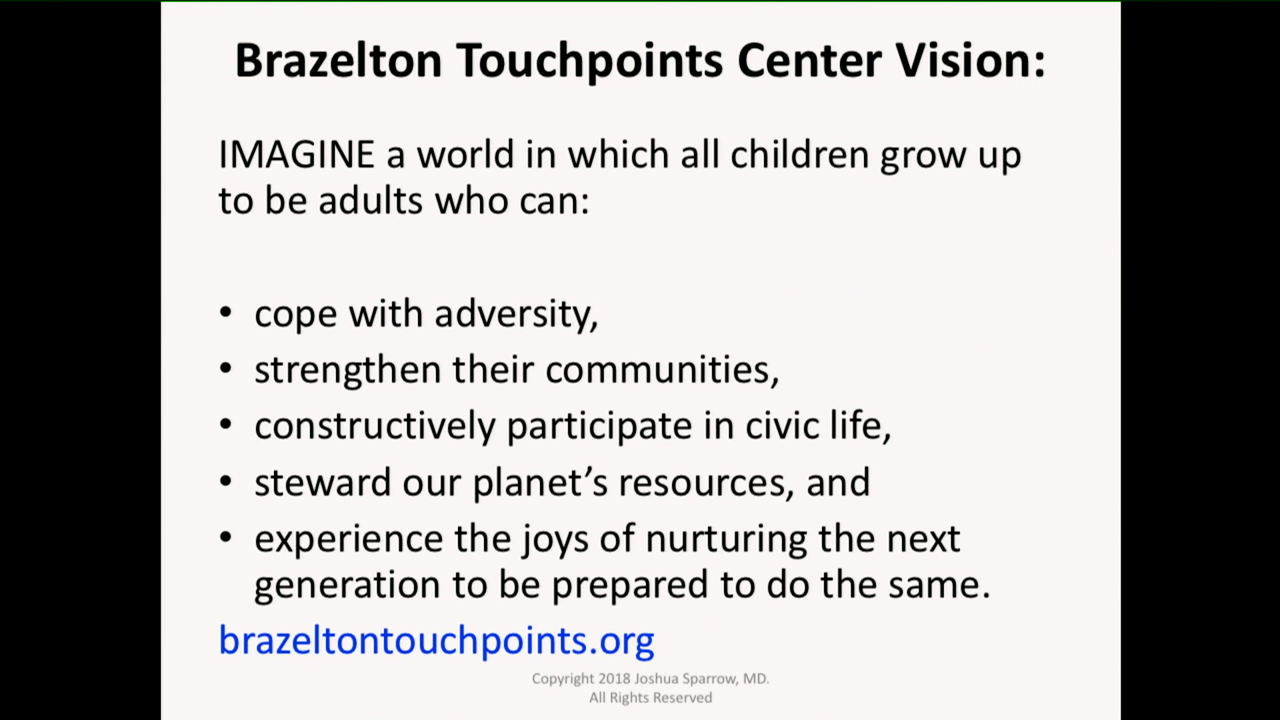 Brazelton Touchpoints Center Vision:
IMAGINE a world in which all children grow up
to be adults who can:
• cope with adversity,
• strengthen their communities,
• constructively participate in civic life,
• steward our planet’s resources, and
• experience the joys of nurturing the next
generation to be prepared to do the same.
brazeltontouchpoints.org
Copyright 2018 Joshua Sparrow, MD.
All Rights Reserved